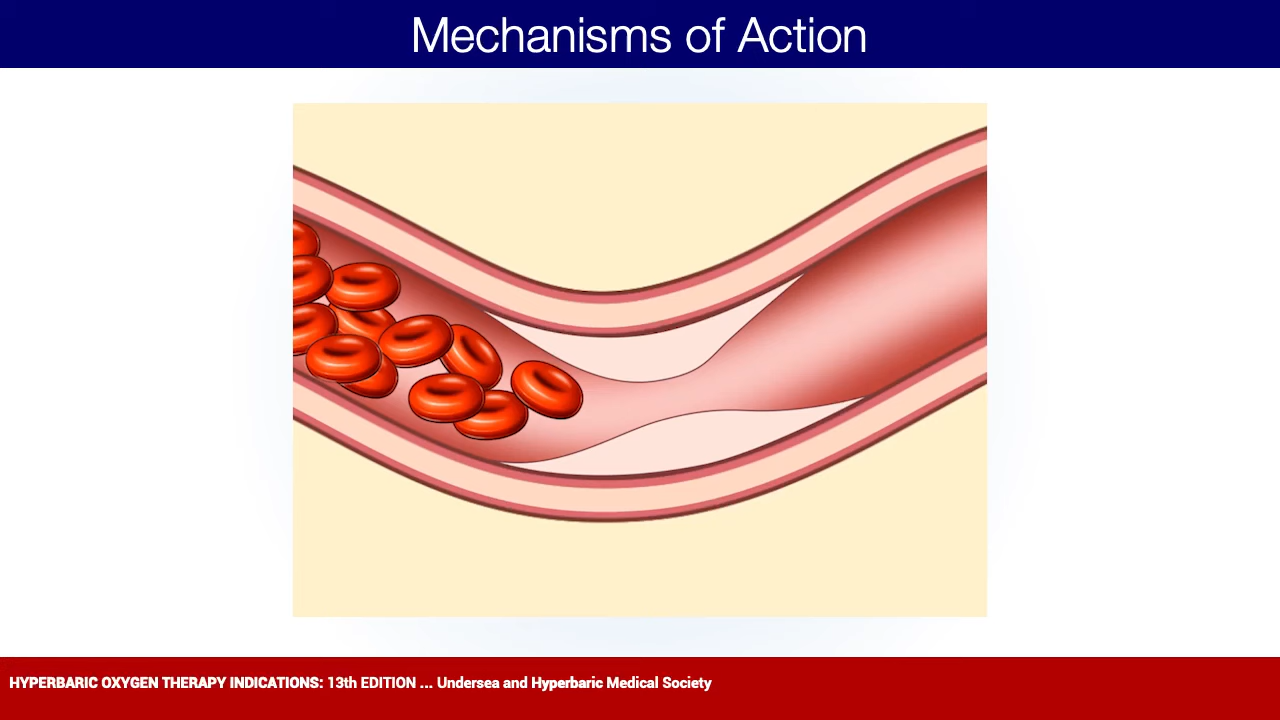 Mechanisms of Action
HYPERBARIC OXYGEN THERAPY INDICATIONS: 13th EDITION ... Undersea and Hyperbaric Medical Society